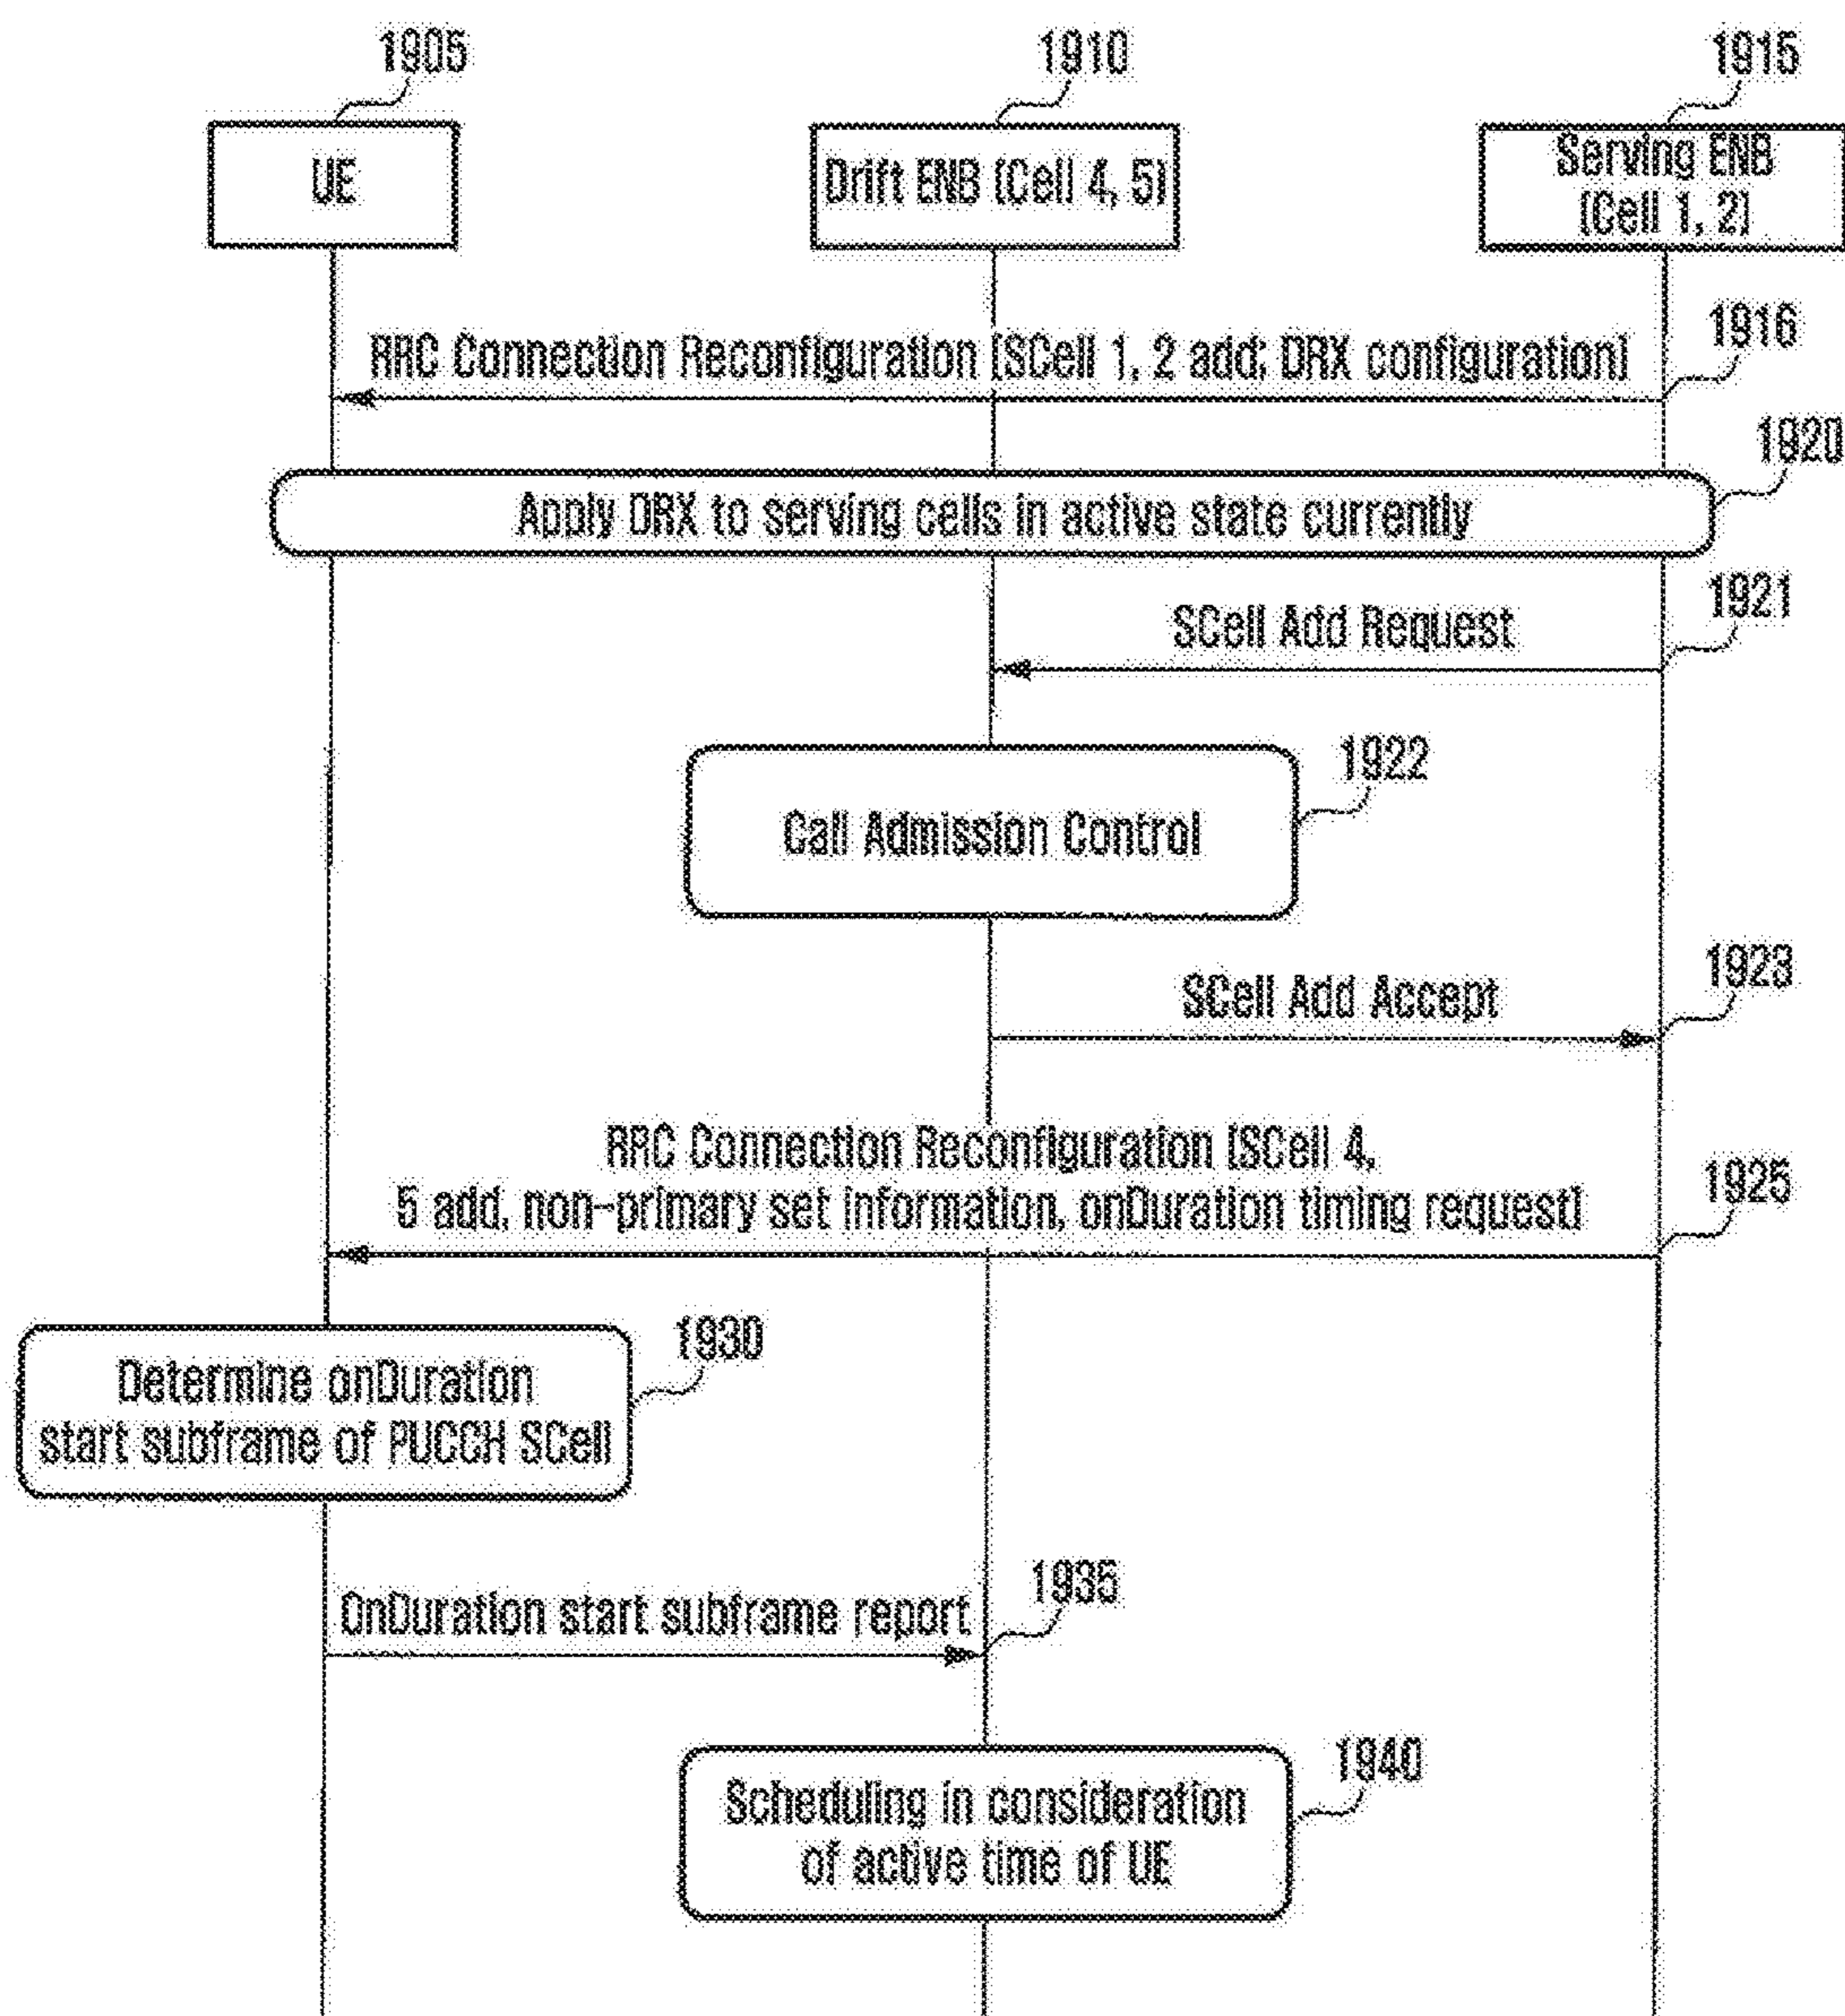 1905
1910
1915
UE
Drift ENB (Cell 4, 5)
Serving ENB
(Cell 1, 2)
1916
RRC Connection Reconfiguration [SCell 1, 2 add; DRX configuration]
1920
Apply DRX to serving cells in active state currently
1921
SCell Add Request
1922
Call Admission Control
1923
SCell Add Accept
RRC Connection Reconfiguration [SCell 4,
5 add, non-primary set information, onDuration timing request]
1925
1930
Determine onDuration
start subframe of PUCCH SCell
1935
OnDuration start subframe report
1940
Scheduling in consideration
of active time of UE